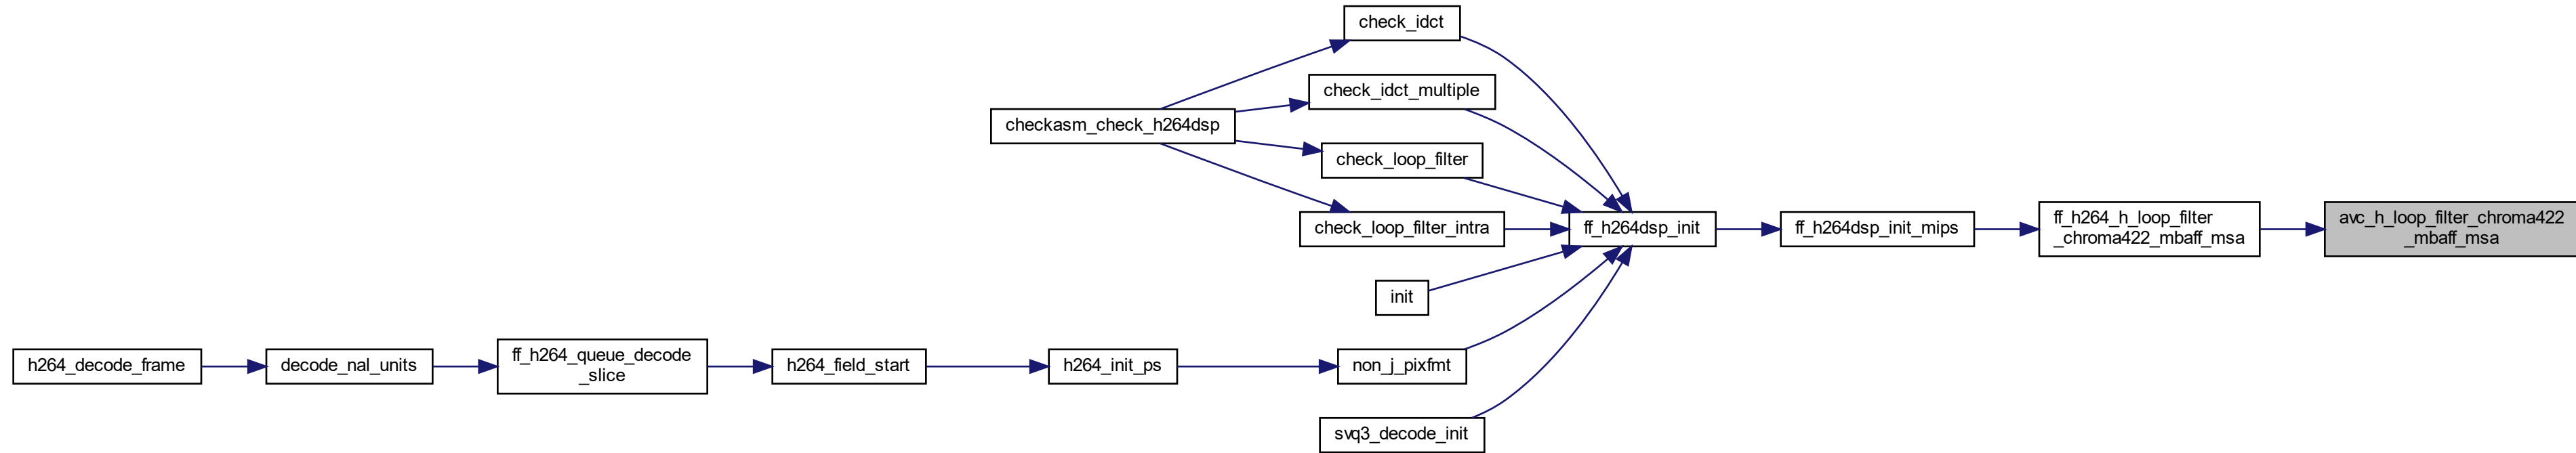 check_idct
check_idct_multiple
checkasm_check_h264dsp
check_loop_filter
check_loop_filter_intra
ff_h264dsp_init
ff_h264dsp_init_mips
ff_h264_h_loop_filter
_chroma422_mbaff_msa
avc_h_loop_filter_chroma422
_mbaff_msa
init
h264_decode_frame
decode_nal_units
ff_h264_queue_decode
_slice
h264_field_start
h264_init_ps
non_j_pixfmt
svq3_decode_init